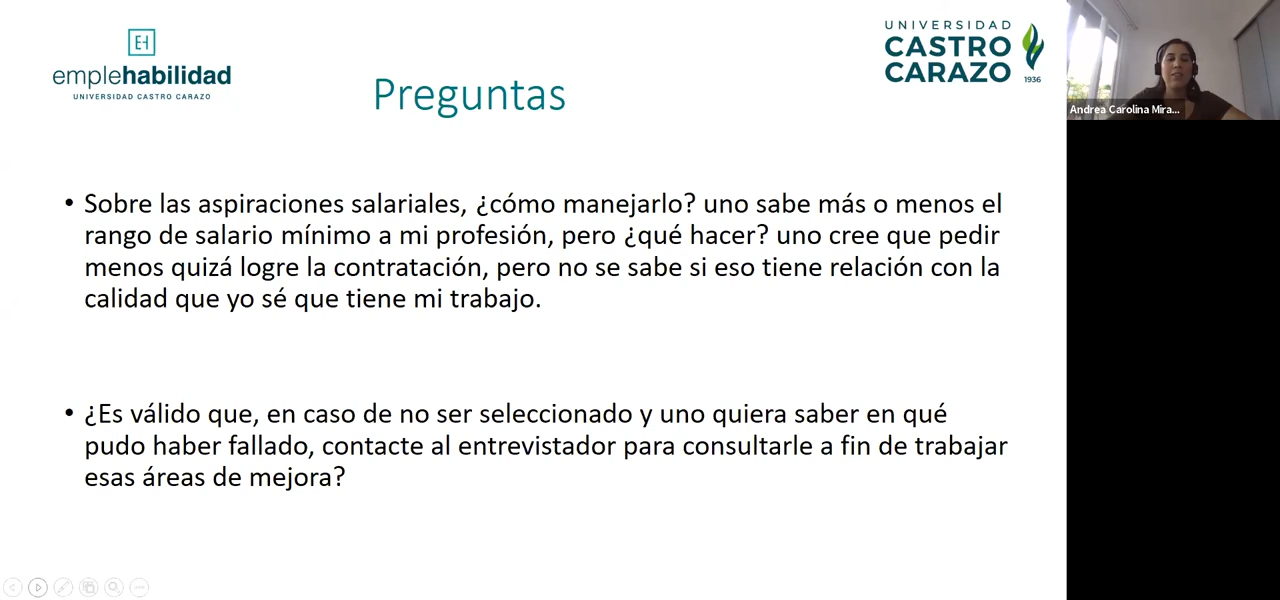 EH
emplehabilidad
UNIVERSIDAD CASTRO CARAZO
Preguntas
UNIVERSIDAD
CASTRO
CARAZO
1936
Andrea Carolina Mira...
• Sobre las aspiraciones salariales, ¿cómo manejarlo? uno sabe más o menos el
rango de salario mínimo a mi profesión, pero ¿qué hacer? uno cree que pedir
menos quizá logre la contratación, pero no se sabe si eso tiene relación con la
calidad que yo sé que tiene mi trabajo.
• ¿Es válido que, en caso de no ser seleccionado y uno quiera saber en qué
pudo haber fallado, contacte al entrevistador para consultarle a fin de trabajar
esas áreas de mejora?